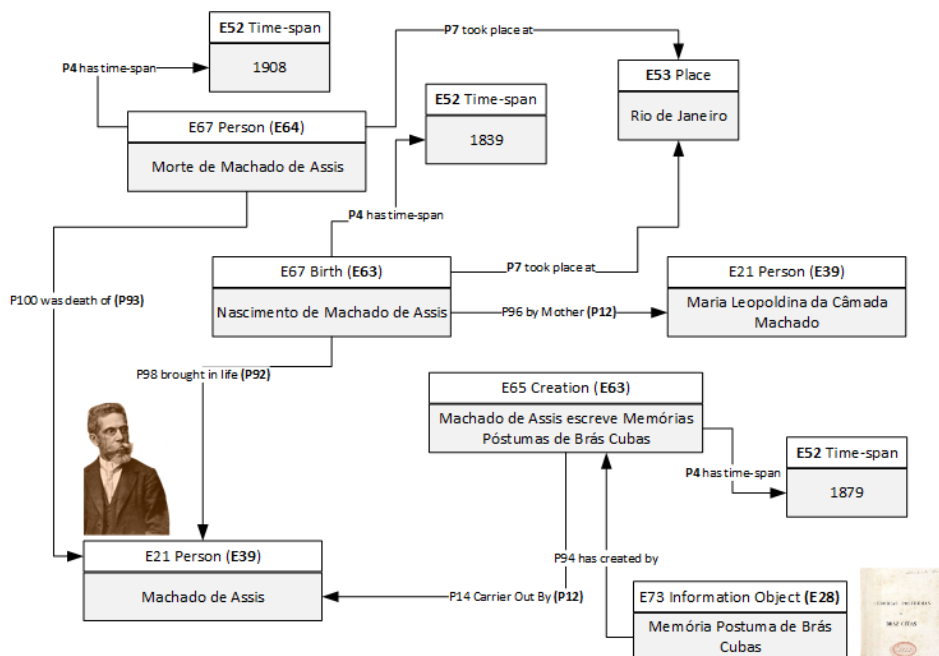 E52 Time-span
1908
P4 has time-span
P7 took place at
E53 Place
Rio de Janeiro
E52 Time-span
1839
E67 Person (E64)
Morte de Machado de Assis
P4 has time-span
E67 Birth (E63)
Nascimento de Machado de Assis
P7 took place at
E21 Person (E39)
Maria Leopoldina da Câmada
Machado
P100 was death of (P93)
P96 by Mother (P12)
P98 brought in life (P92)
E65 Creation (E63)
Machado de Assis escreve Memórias
Póstumas de Brás Cubas
E52 Time-span
1879
P4 has time-span
E21 Person (E39)
Machado de Assis
P94 has created by
P14 Carrier Out By (P12)
E73 Information Object (E28)
Memória Postuma de Brás
Cubas
BRAZ CUBAS